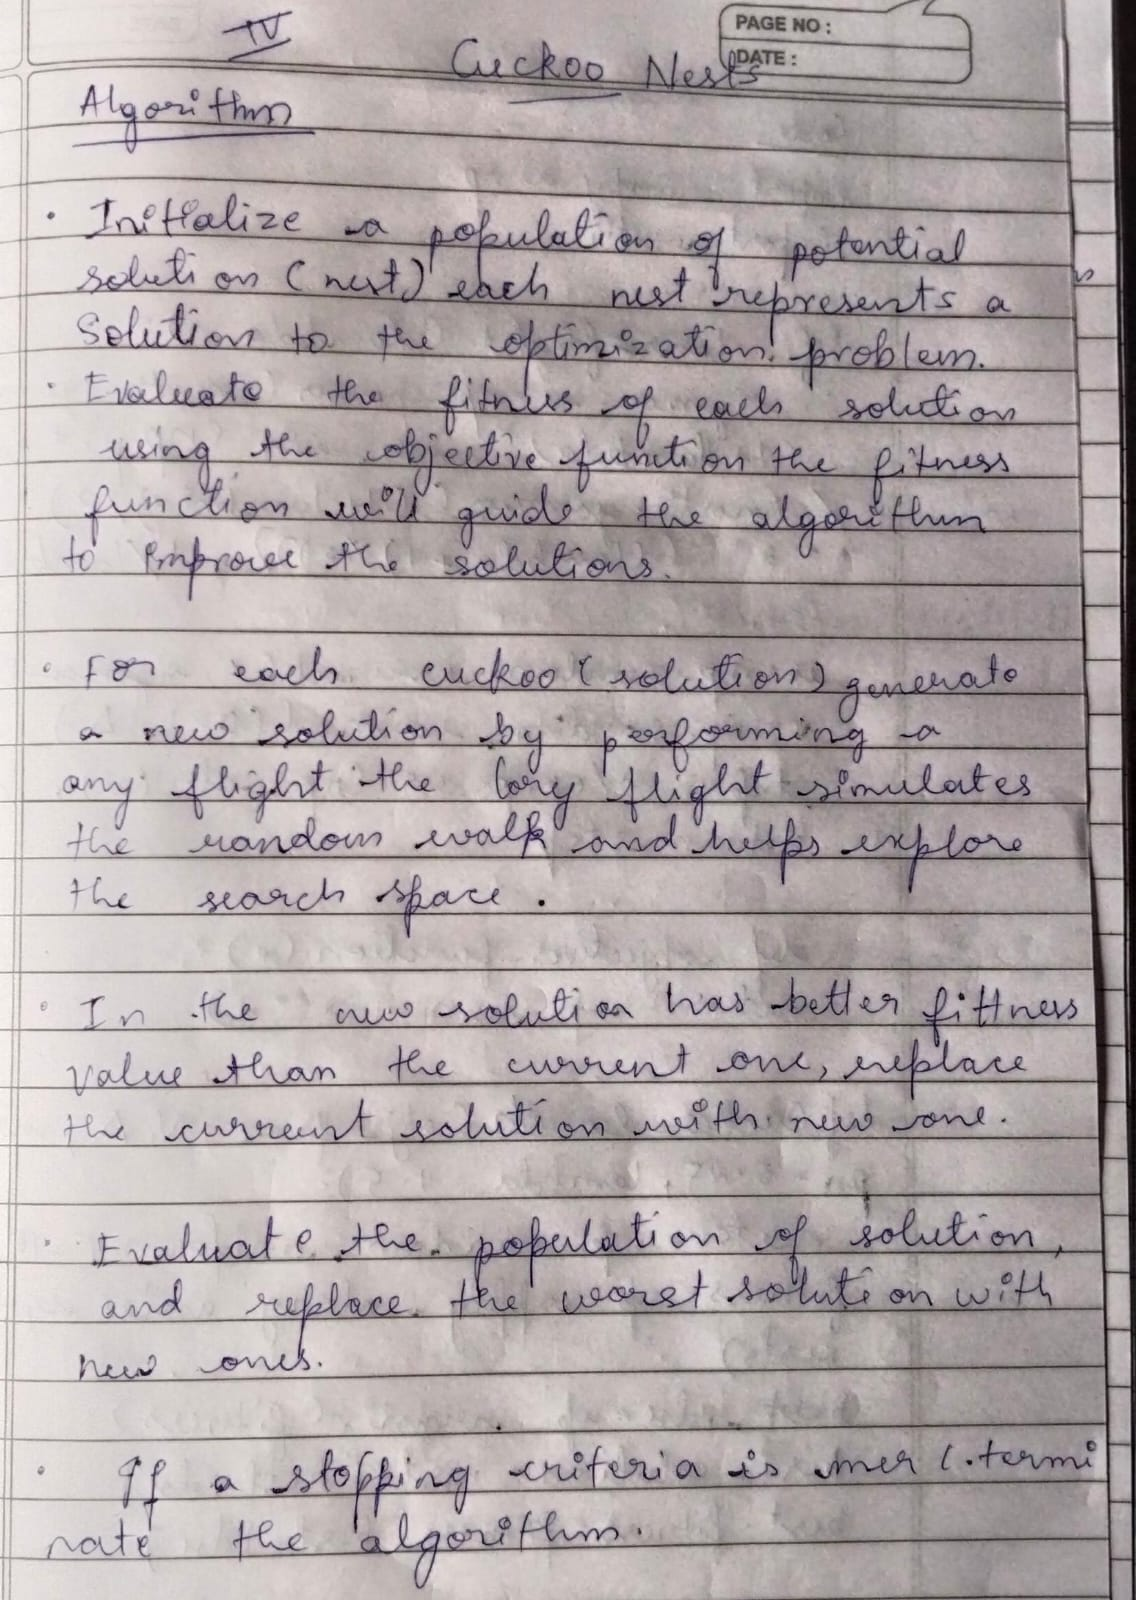 IV
PAGE NO :
DATE :
Cuckoo Nests
Algorithm
• Initialize a population of potential
solution (nest) each nest represents a
Solution to the optimization problem.
• Evaluate the fitness of each solution
using the objective function the fitness
function will guide the algorithm
to improve the solutions.
• For each cuckoo (solution) generate
a new solution by performing a
any flight the lory flight simulates
the random walk and helps explore
the search space.
• In the new solution has better fittness
value than the current one, replace
the current solution with new one.
• Evaluate the population of solution,
and replace the worst solution with
new ones.
• If a stopping criteria is mer (.termi
nate the algorithm.